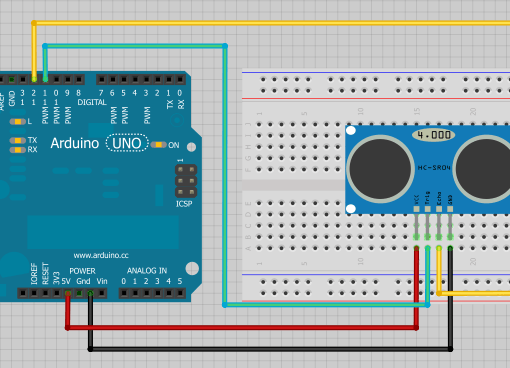 AREF
GND
13
12
PWM 11
PWM 10
PWM 9
8
DIGITAL
7
PWM 6
PWM 5
4
PWM 3
2
TX 1
RX 0
L
TX
RX
Arduino UNO
ON
1
ICSP
www.arduino.cc
POWER
ANALOG IN
IOREF
RESET
3V3
5V
Gnd
Vin
0 1 2 3 4 5
4.000
HC-SR04
VCC
Trig
Echo
GND